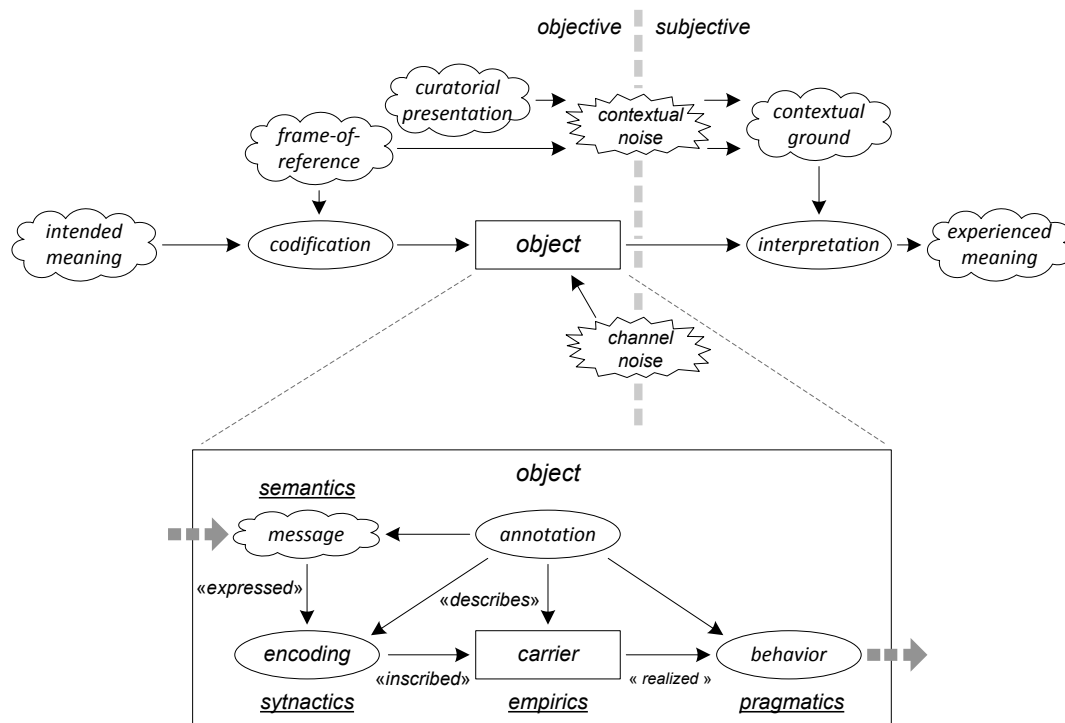 objective subjective
curatorial
presentation
contextual
noise
contextual
ground
frame-of-
reference
intended
meaning
codification
object
interpretation
experienced
meaning
channel
noise
object
semantics
message
annotation
«expressed»
«describes»
encoding
carrier
behavior
«inscribed»
« realized »
sytnactics
empirics
pragmatics